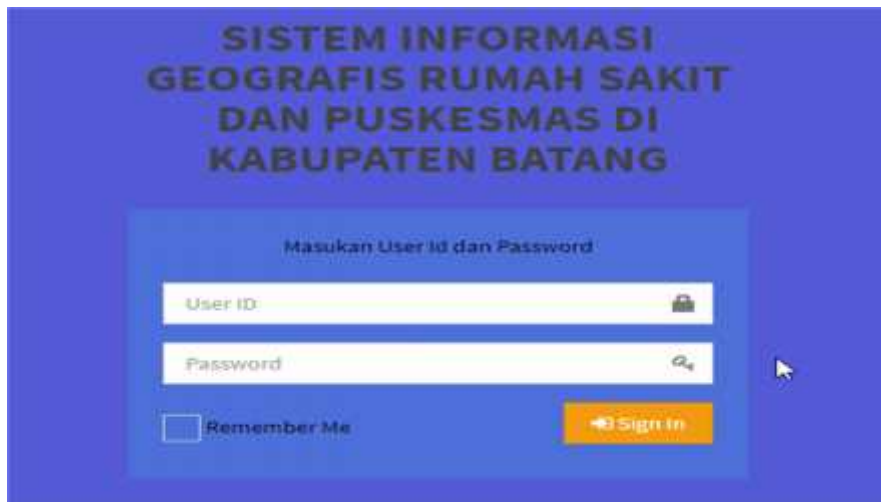 SISTEM INFORMASI
GEOGRAFIS RUMAH SAKIT
DAN PUSKESMAS DI
KABUPATEN BATANG
Masukan User Id dan Password
User ID
Password
Remember Me
Sign In